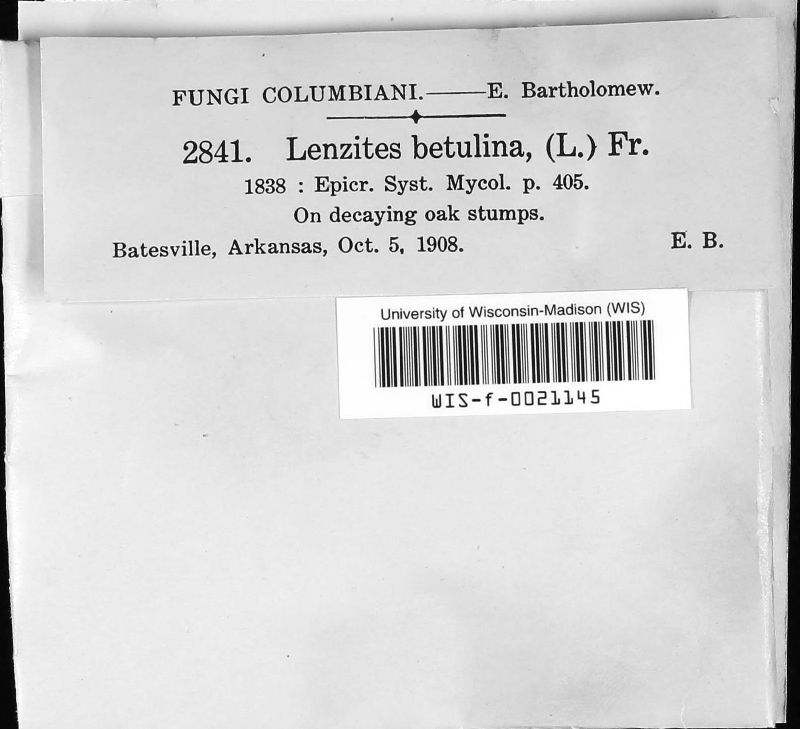 FUNGI COLUMBIANI.——E. Bartholomew.
2841. Lenzites betulina, (L.) Fr.
1838 : Epicr. Syst. Mycol. p. 405.
On decaying oak stumps.
Batesville, Arkansas, Oct. 5, 1908. E. B.
University of Wisconsin-Madison (WIS)
WIS-f-0021145